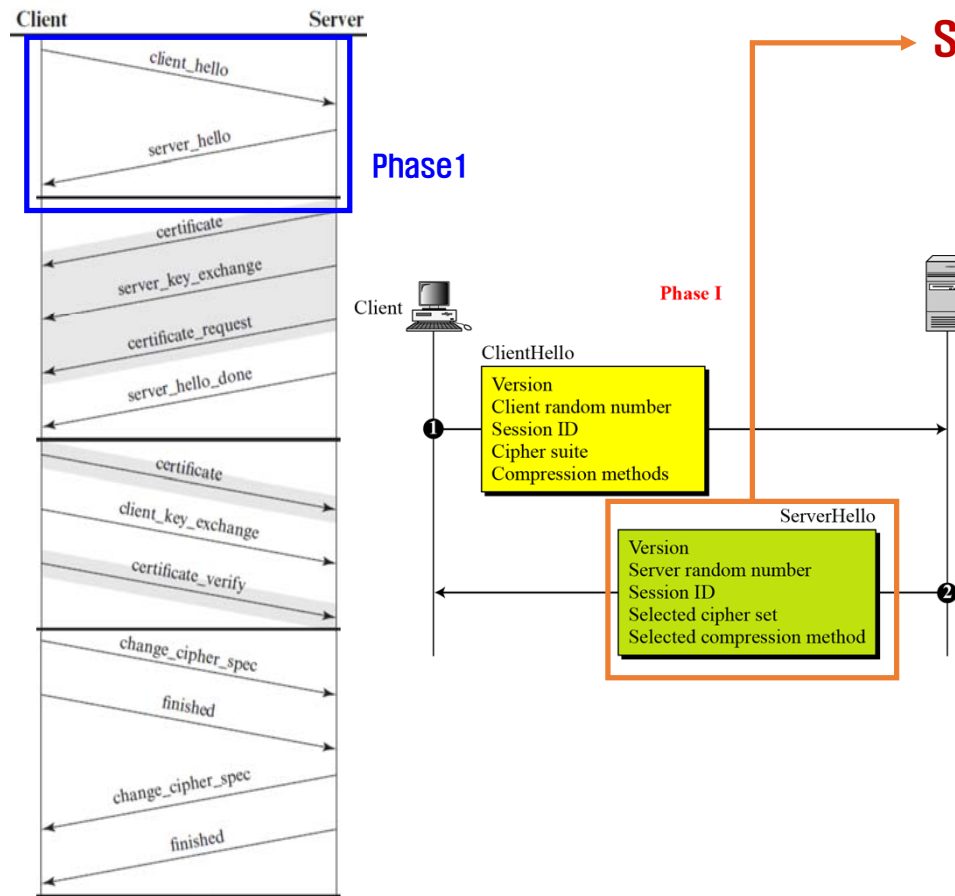 Client Server
client_hello
server_hello
Phase1
certificate
server_key_exchange
certificate_request
server_hello_done
certificate
client_key_exchange
certificate_verify
change_cipher_spec
finished
change_cipher_spec
finished
S
Phase I
Client
ClientHello
Version
Client random number
Session ID
Cipher suite
Compression methods
1
ServerHello
Version
Server random number
Session ID
Selected cipher set
Selected compression method
2